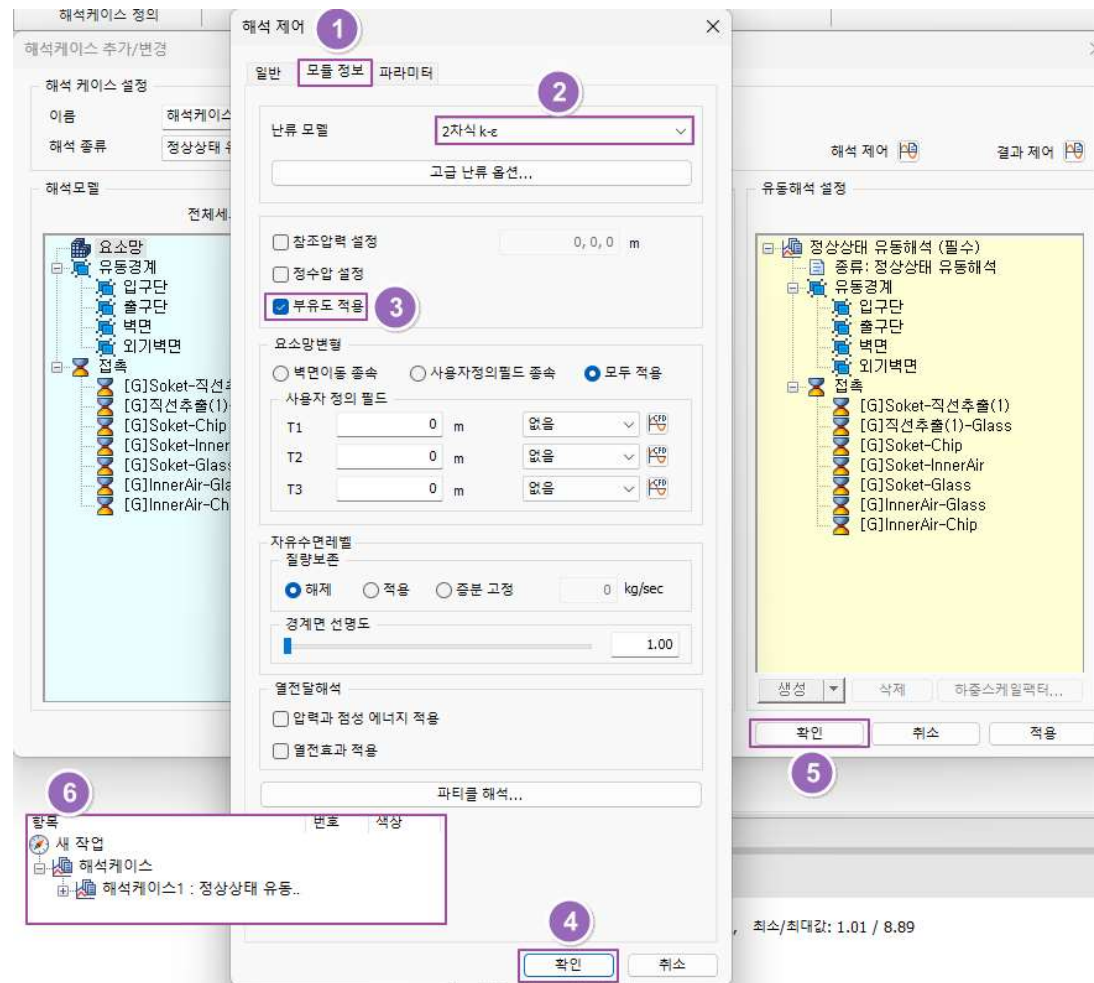 해석케이스 정의
해석케이스 추가/변경
해석 케이스 설정
이름 해석케이스
해석 종류 정상상태
해석모델
전체세
요소망
유동경계
입구단
출구단
벽면
외기벽면
접촉
[G]Soket-직선
[G]직선추출(1)
[G]Soket-Chip
[G]Soket-Inner
[G]Soket-Glas
[G]InnerAir-Gla
[G]InnerAir-Ch
해석 제어
1
일반 모듈 정보 파라미터
2
난류 모델 2차식 k-ε
고급 난류 옵션...
참조압력 설정 0, 0, 0 m
정수압 설정
부유도 적용
3
요소망변형
벽면이동 종속 사용자정의필드 종속 모두 적용
사용자 정의 필드
T1 0 m 없음
T2 0 m 없음
T3 0 m 없음
자유수면레벨
질량보존
해제 적용 증분 고정 0 kg/sec
경계면 선명도
1.00
열전달해석
압력과 점성 에너지 적용
열전효과 적용
파티클 해석...
4
확인 취소
해석 제어 결과 제어
유동해석 설정
정상상태 유동해석 (필수)
종류: 정상상태 유동해석
유동경계
입구단
출구단
벽면
외기벽면
접촉
[G]Soket-직선추출(1)
[G]직선추출(1)-Glass
[G]Soket-Chip
[G]Soket-InnerAir
[G]Soket-Glass
[G]InnerAir-Glass
[G]InnerAir-Chip
생성 삭제 하중스케일팩터...
확인 취소 적용
5
6
항목 번호 색상
새 작업
해석케이스
해석케이스1 : 정상상태 유동..
, 최소/최대값: 1.01 / 8.89